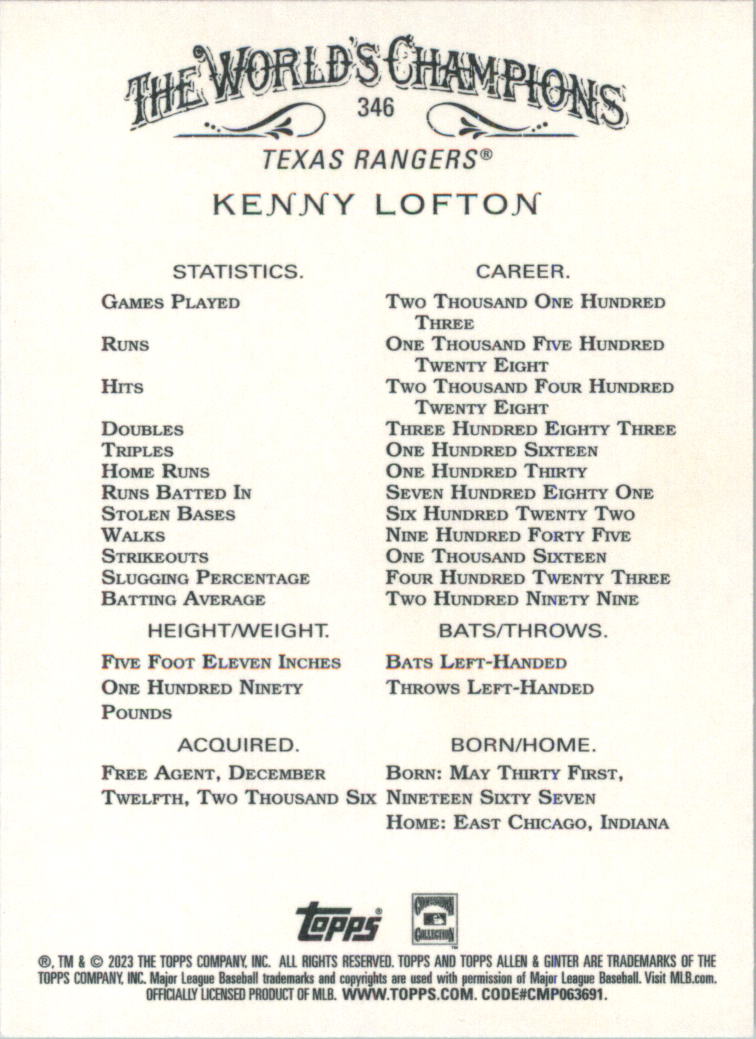 THE WORLD'S CHAMPIONS
346
TEXAS RANGERS®
KENNY LOFTON
STATISTICS. CAREER.
GAMES PLAYED TWO THOUSAND ONE HUNDRED
THREE
RUNS ONE THOUSAND FIVE HUNDRED
TWENTY EIGHT
HITS TWO THOUSAND FOUR HUNDRED
TWENTY EIGHT
DOUBLES THREE HUNDRED EIGHTY THREE
TRIPLES ONE HUNDRED SIXTEEN
HOME RUNS ONE HUNDRED THIRTY
RUNS BATTED IN SEVEN HUNDRED EIGHTY ONE
STOLEN BASES SIX HUNDRED TWENTY TWO
WALKS NINE HUNDRED FORTY FIVE
STRIKEOUTS ONE THOUSAND SIXTEEN
SLUGGING PERCENTAGE FOUR HUNDRED TWENTY THREE
BATTING AVERAGE TWO HUNDRED NINETY NINE
HEIGHT/WEIGHT. BATS/THROWS.
FIVE FOOT ELEVEN INCHES BATS LEFT-HANDED
ONE HUNDRED NINETY THROWS LEFT-HANDED
POUNDS
ACQUIRED. BORN/HOME.
FREE AGENT, DECEMBER BORN: MAY THIRTY FIRST,
TWELFTH, TWO THOUSAND SIX NINETEEN SIXTY SEVEN
HOME: EAST CHICAGO, INDIANA
topps®
COOPERSTOWN
COLLECTION™
®, TM & © 2023 THE TOPPS COMPANY, INC. ALL RIGHTS RESERVED. TOPPS AND TOPPS ALLEN & GINTER ARE TRADEMARKS OF THE
TOPPS COMPANY, INC. Major League Baseball trademarks and copyrights are used with permission of Major League Baseball. Visit MLB.com.
OFFICIALLY LICENSED PRODUCT OF MLB. WWW.TOPPS.COM. CODE#CMP063691.